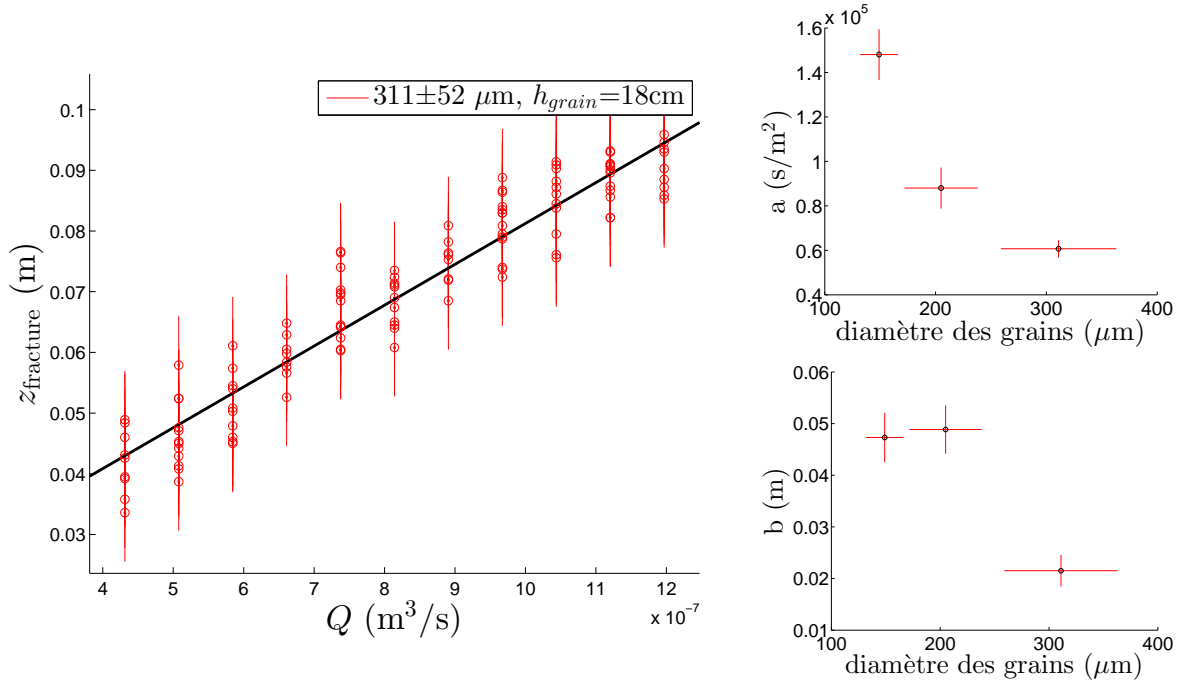 311±52 μm, h_grain=18cm
0.1
0.09
0.08
0.07
0.06
0.05
0.04
0.03
z_fracture (m)
4 5 6 7 8 9 10 11 12
x 10^-7
Q (m^3/s)
x 10^5
1.6
1.4
1.2
1
0.8
0.6
0.4
a (s/m^2)
100 200 300 400
diamètre des grains (μm)
0.06
0.05
0.04
0.03
0.02
0.01
b (m)
100 200 300 400
diamètre des grains (μm)